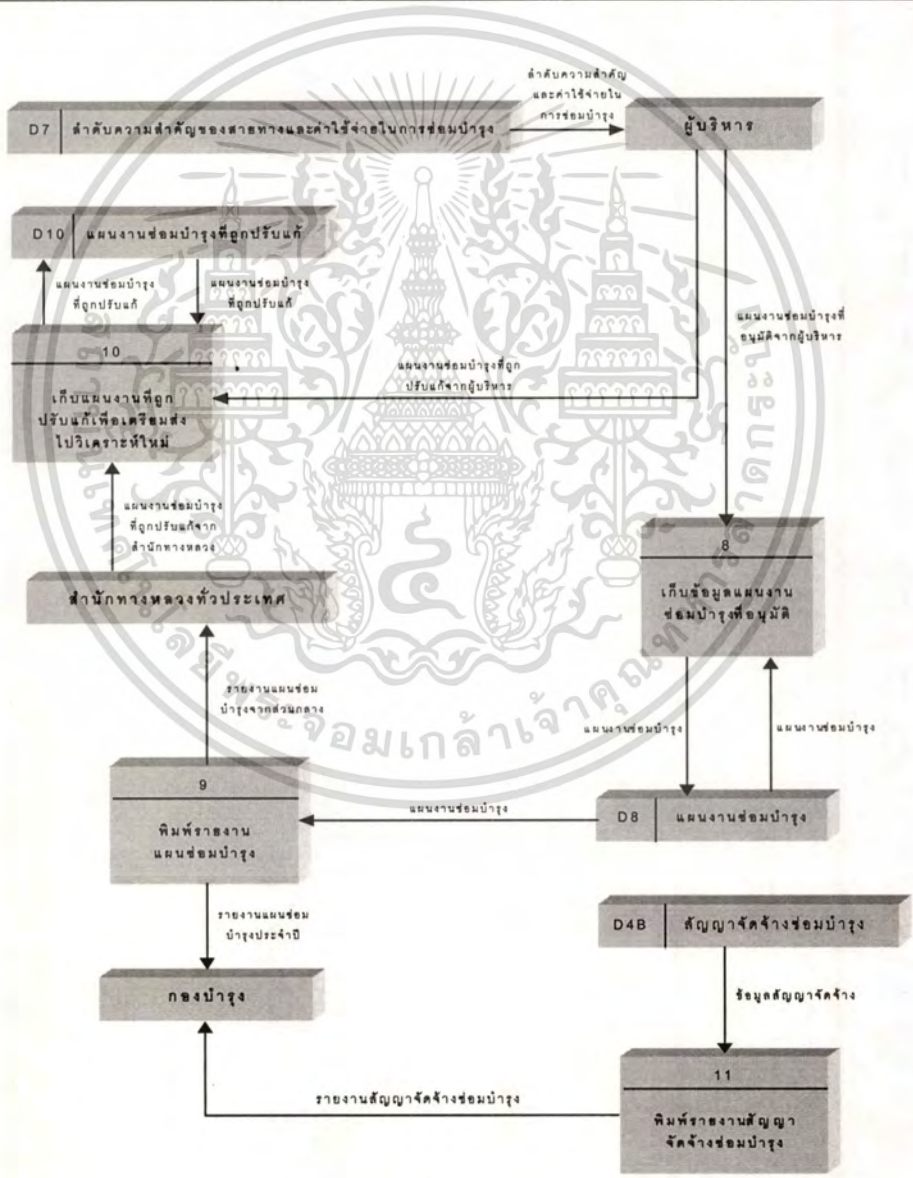 ลำดับความสำคัญ
และค่าใช้จ่ายใน
การซ่อมบำรุง
D7 ลำดับความสำคัญของสายทางและค่าใช้จ่ายในการซ่อมบำรุง
ผู้บริหาร
D10 แผนงานซ่อมบำรุงที่ถูกปรับแก้
แผนงานซ่อมบำรุง
ที่ถูกปรับแก้
แผนงานซ่อมบำรุง
ที่ถูกปรับแก้
แผนงานซ่อมบำรุงที่
อนุมัติจากผู้บริหาร
10
เก็บแผนงานที่ถูก
ปรับแก้เพื่อเตรียมส่ง
ไปวิเคราะห์ใหม่
แผนงานซ่อมบำรุงที่ถูก
ปรับแก้จากผู้บริหาร
แผนงานซ่อมบำรุง
ที่ถูกปรับแก้จาก
สำนักทางหลวง
8
เก็บข้อมูลแผนงาน
ซ่อมบำรุงที่อนุมัติ
สำนักทางหลวงทั่วประเทศ
รายงานแผนซ่อม
บำรุงจากส่วนกลาง
แผนงานซ่อมบำรุง
แผนงานซ่อมบำรุง
9
พิมพ์รายงาน
แผนซ่อมบำรุง
แผนงานซ่อมบำรุง
D8 แผนงานซ่อมบำรุง
รายงานแผนซ่อม
บำรุงประจำปี
D4B สัญญาจัดจ้างซ่อมบำรุง
กองบำรุง
ข้อมูลสัญญาจัดจ้าง
รายงานสัญญาจัดจ้างซ่อมบำรุง
11
พิมพ์รายงานสัญญา
จัดจ้างซ่อมบำรุง
พระจอมเกล้าเจ้าคุณทหารลาดกระบัง